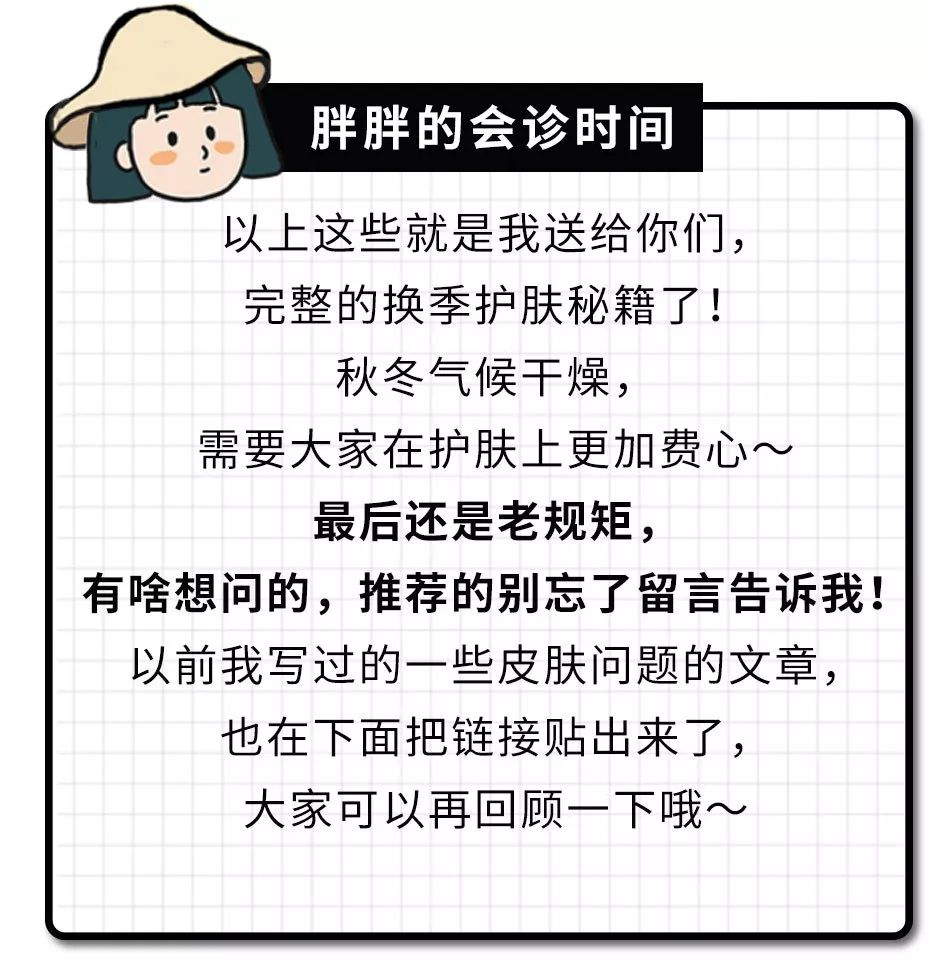 胖胖的会诊时间
以上这些就是我送给你们，
完整的换季护肤秘籍了！
秋冬气候干燥，
需要大家在护肤上更加费心～
最后还是老规矩，
有啥想问的，推荐的别忘了留言告诉我！
以前我写过的一些皮肤问题的文章，
也在下面把链接贴出来了，
大家可以再回顾一下哦～